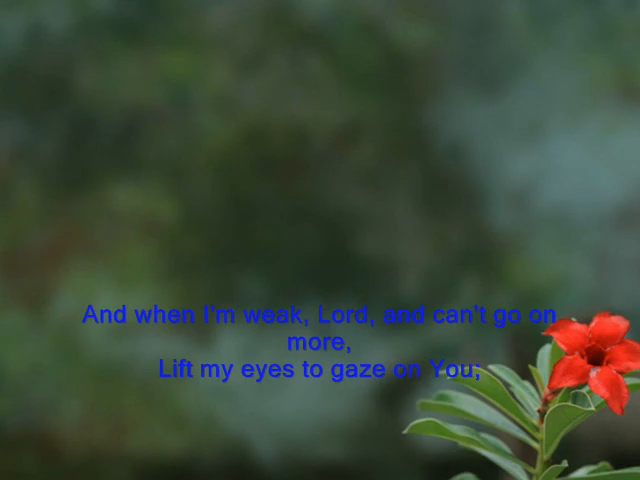 And when I'm weak, Lord, and can't go on
more,
Lift my eyes to gaze on You;